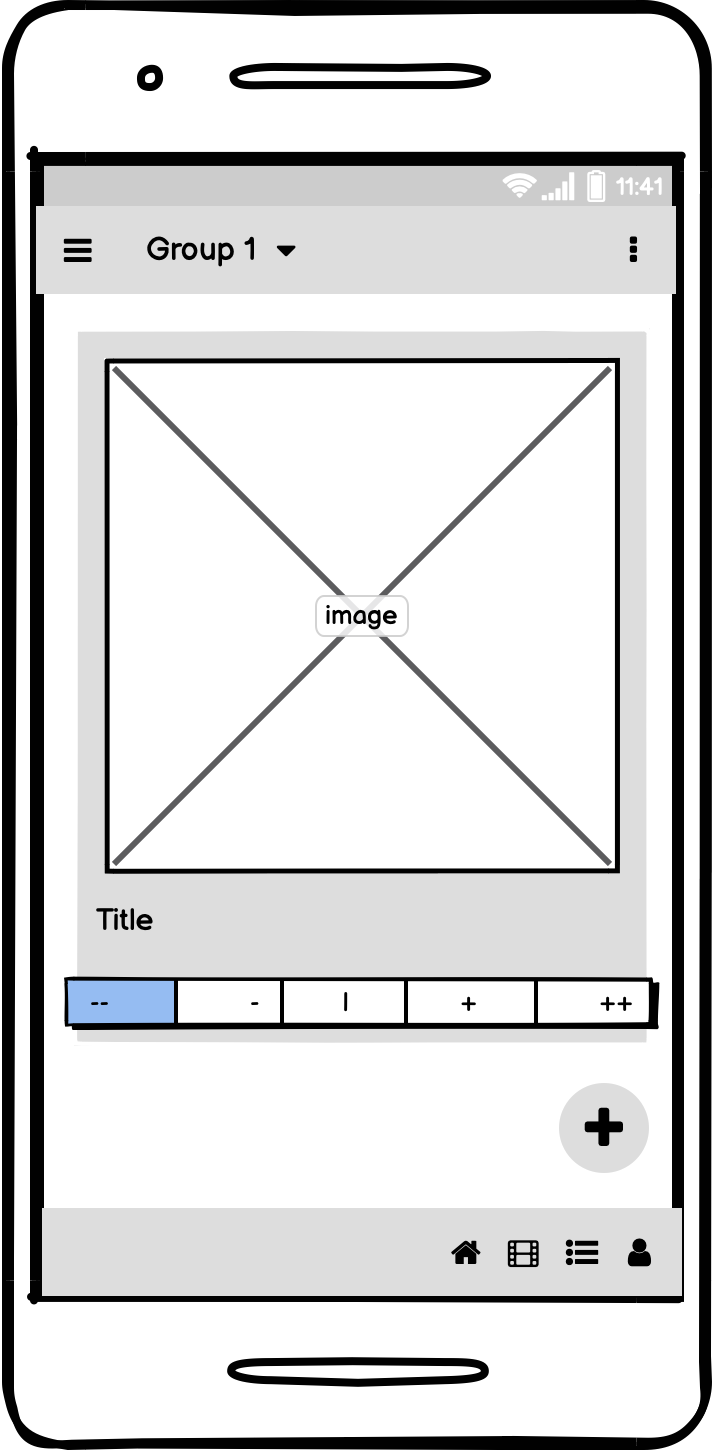 11:41
Group 1
image
Title
-- - | + ++